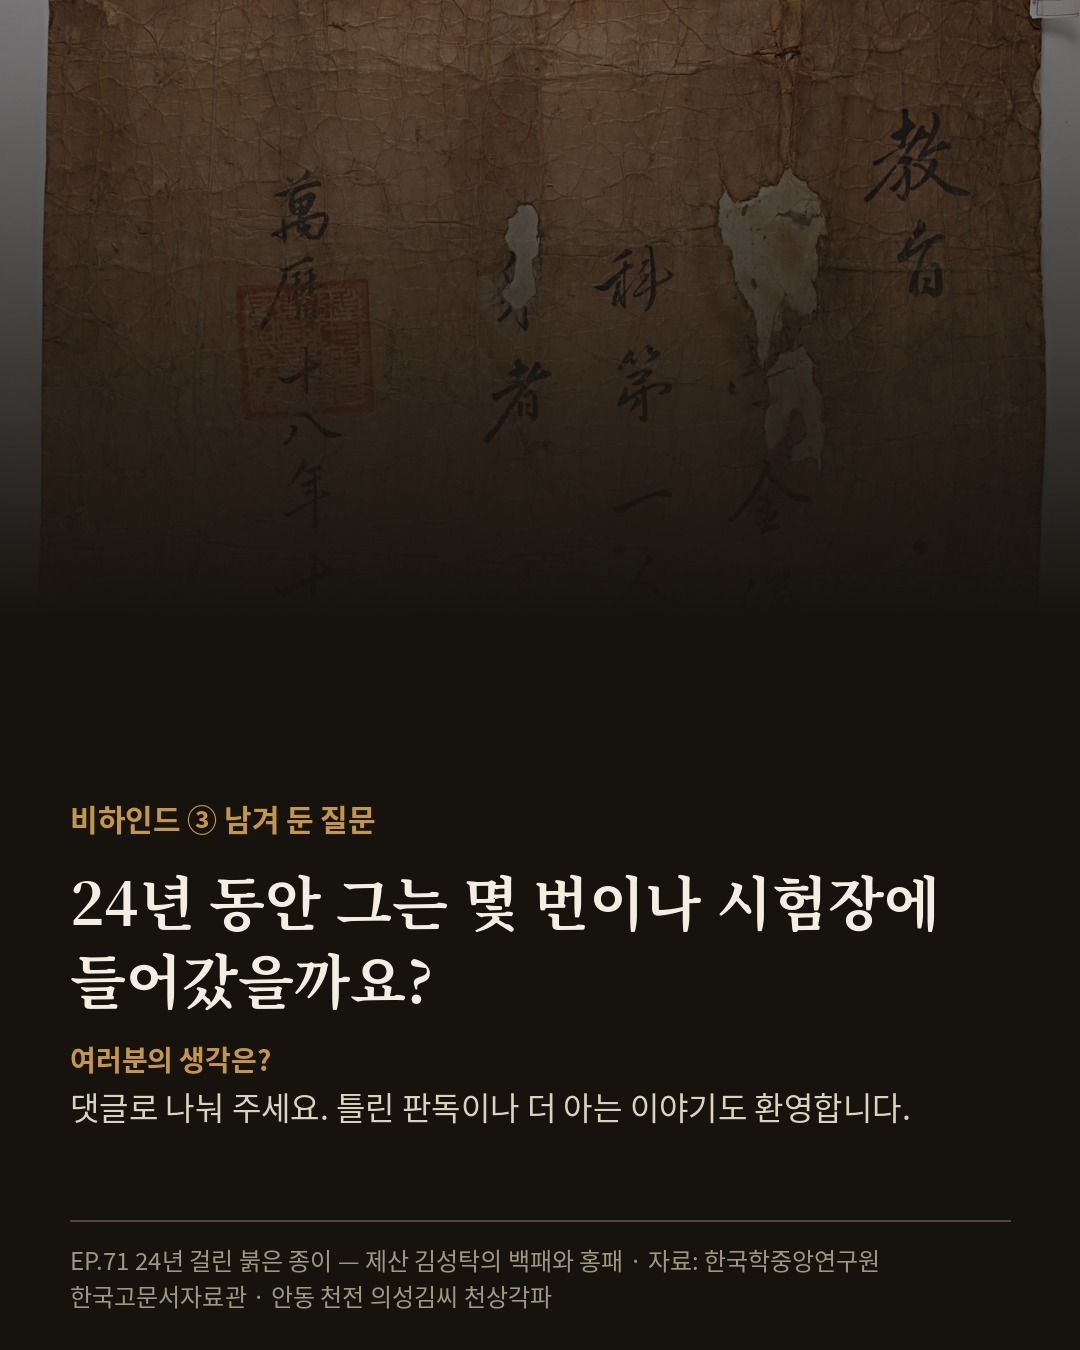 教旨
金
科第一人
身者
萬曆十八年十
비하인드 ③ 남겨 둔 질문
24년 동안 그는 몇 번이나 시험장에
들어갔을까요?
여러분의 생각은?
댓글로 나눠 주세요. 틀린 판독이나 더 아는 이야기도 환영합니다.
EP.71 24년 걸린 붉은 종이 — 제산 김성탁의 백패와 홍패 · 자료: 한국학중앙연구원
한국고문서자료관 · 안동 천전 의성김씨 천상각파